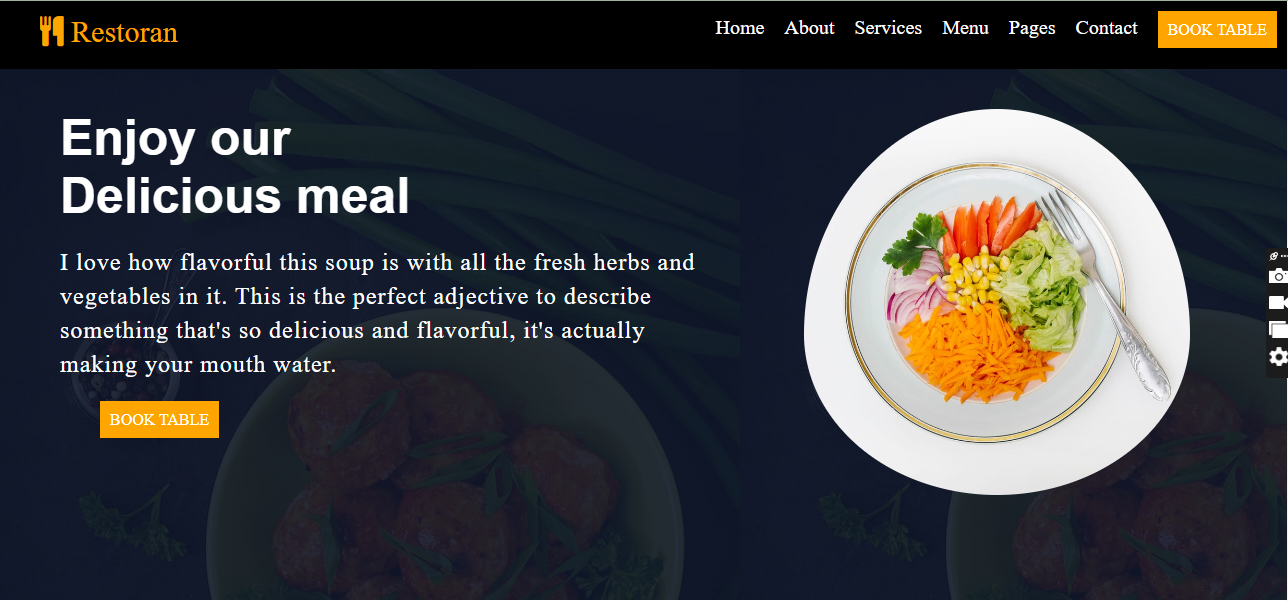 Restoran
Home About Services Menu Pages Contact BOOK TABLE
Enjoy our
Delicious meal
I love how flavorful this soup is with all the fresh herbs and
vegetables in it. This is the perfect adjective to describe
something that's so delicious and flavorful, it's actually
making your mouth water.
BOOK TABLE